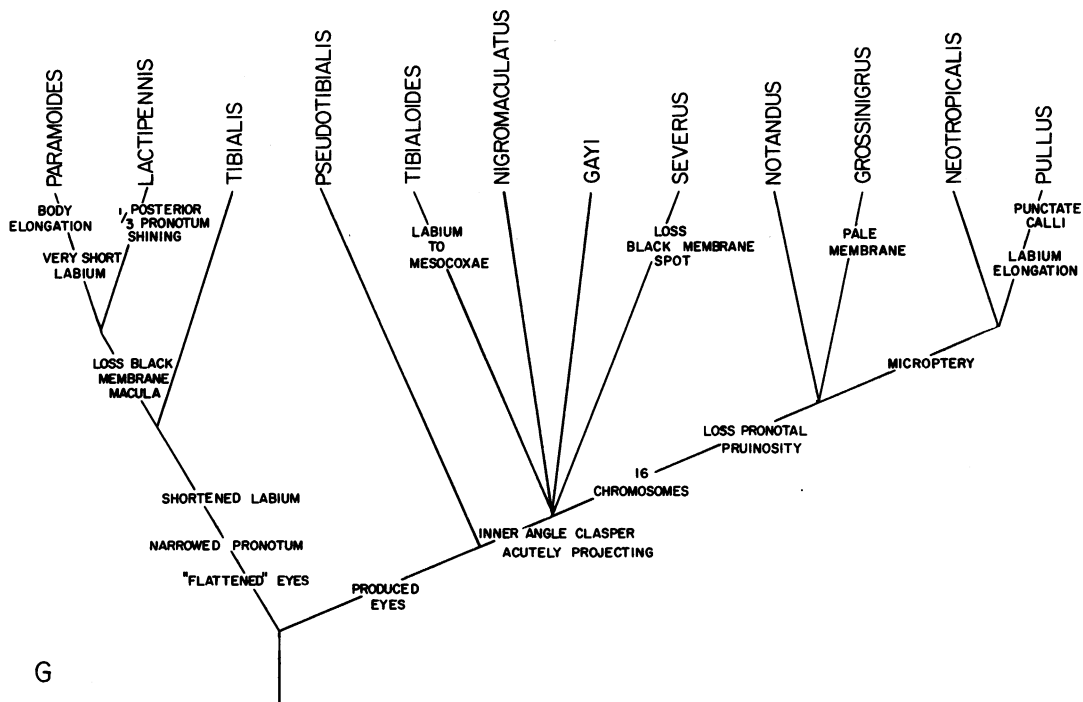 PARAMOIDES
LACTIPENNIS
TIBIALIS
PSEUDOTIBIALIS
TIBIALOIDES
NIGROMACULATUS
GAYI
SEVERUS
NOTANDUS
GROSSINIGRUS
NEOTROPICALIS
PULLUS
BODY
ELONGATION
1/3 POSTERIOR
PRONOTUM
SHINING
VERY SHORT
LABIUM
LABIUM
TO
MESOCOXAE
LOSS
BLACK MEMBRANE
SPOT
PALE
MEMBRANE
PUNCTATE
CALLI
LABIUM
ELONGATION
LOSS BLACK
MEMBRANE
MACULA
MICROPTERY
LOSS PRONOTAL
PRUINOSITY
16
CHROMOSOMES
SHORTENED LABIUM
INNER ANGLE CLASPER
ACUTELY PROJECTING
NARROWED PRONOTUM
"FLATTENED" EYES
PRODUCED
EYES
G